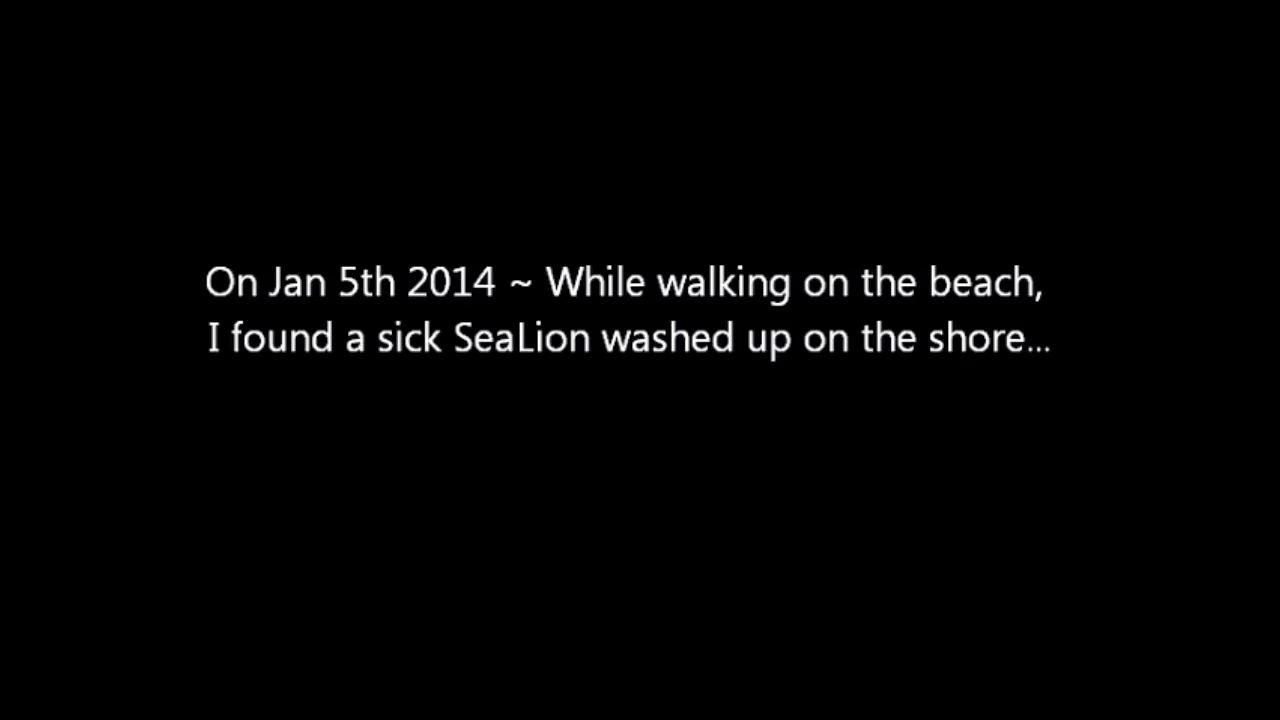 On Jan 5th 2014 ~ While walking on the beach,
I found a sick SeaLion washed up on the shore...